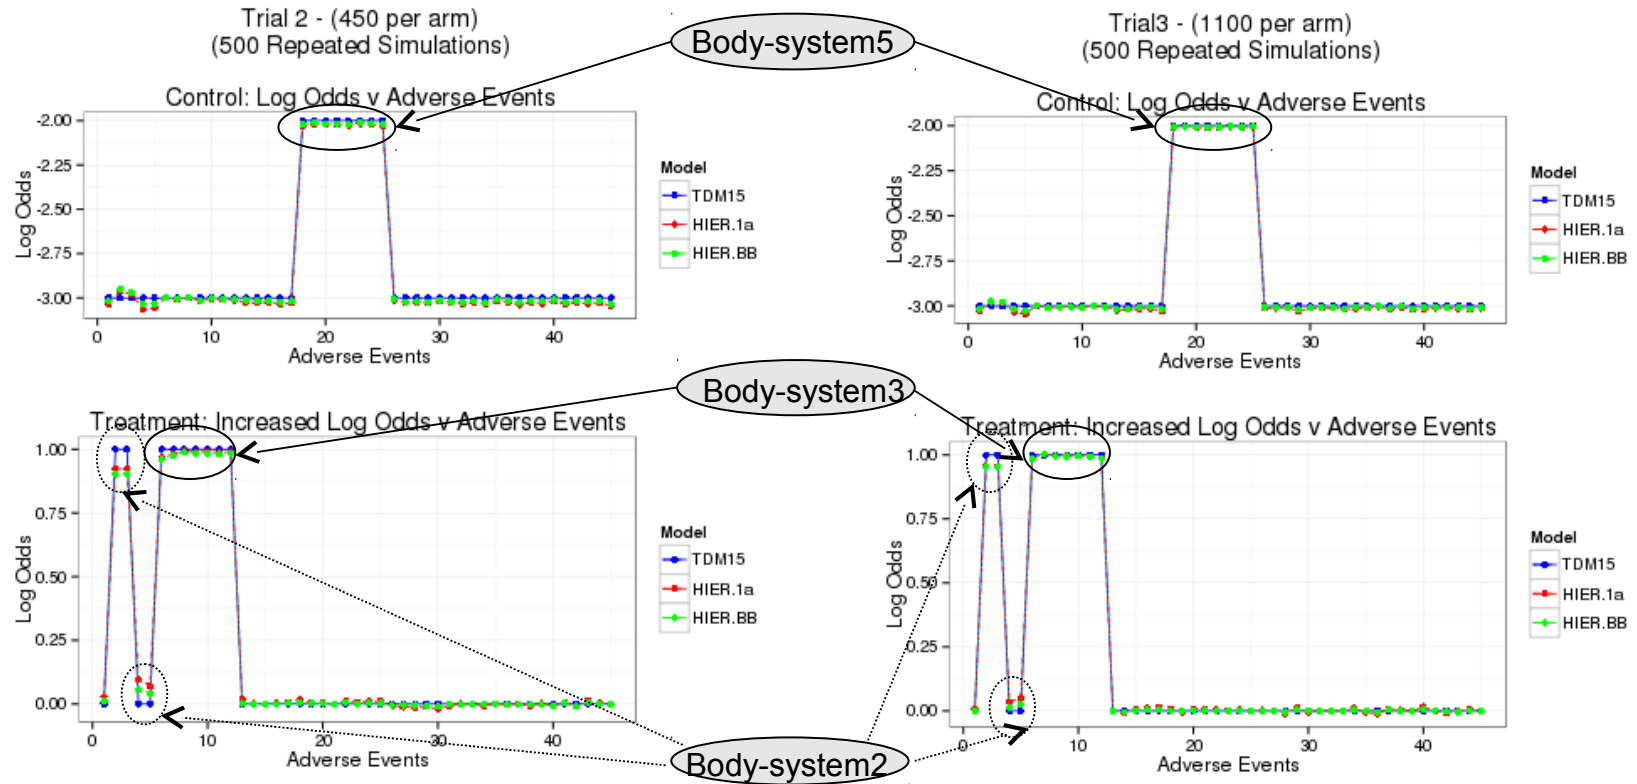 Trial 2 - (450 per arm)
(500 Repeated Simulations)
Body-system5
Trial3 - (1100 per arm)
(500 Repeated Simulations)
Control: Log Odds v Adverse Events
-2.00
-2.25
-2.50
-2.75
-3.00
Log Odds
0
10
20
30
40
Adverse Events
Model
TDM15
HIER.1a
HIER.BB
Control: Log Odds v Adverse Events
-2.00
-2.25
-2.50
-2.75
-3.00
Log Odds
0
10
20
30
40
Adverse Events
Model
TDM15
HIER.1a
HIER.BB
Body-system3
Treatment: Increased Log Odds v Adverse Events
1.00
0.75
0.50
0.25
0.00
Log Odds
0
10
20
30
40
Adverse Events
Model
TDM15
HIER.1a
HIER.BB
Treatment: Increased Log Odds v Adverse Events
1.00
0.75
0.50
0.25
0.00
Log Odds
0
10
20
30
40
Adverse Events
Model
TDM15
HIER.1a
HIER.BB
Body-system2